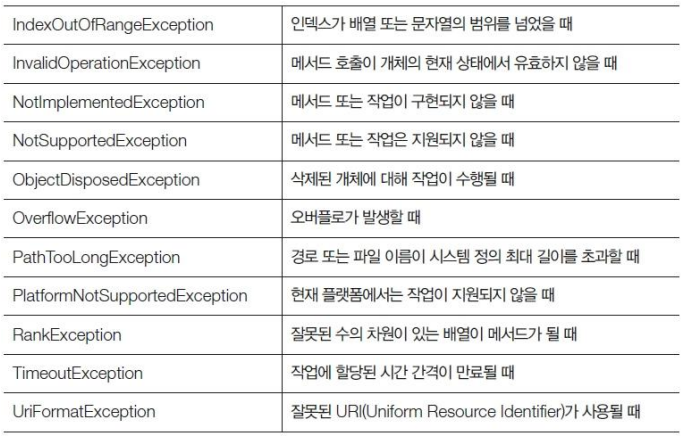 IndexOutOfRangeException 인덱스가 배열 또는 문자열의 범위를 넘었을 때
InvalidOperationException 메서드 호출이 개체의 현재 상태에서 유효하지 않을 때
NotImplementedException 메서드 또는 작업이 구현되지 않을 때
NotSupportedException 메서드 또는 작업은 지원되지 않을 때
ObjectDisposedException 삭제된 개체에 대해 작업이 수행될 때
OverflowException 오버플로가 발생할 때
PathTooLongException 경로 또는 파일 이름이 시스템 정의 최대 길이를 초과할 때
PlatformNotSupportedException 현재 플랫폼에서는 작업이 지원되지 않을 때
RankException 잘못된 수의 차원이 있는 배열이 메서드가 될 때
TimeoutException 작업에 할당된 시간 간격이 만료될 때
UriFormatException 잘못된 URI(Uniform Resource Identifier)가 사용될 때